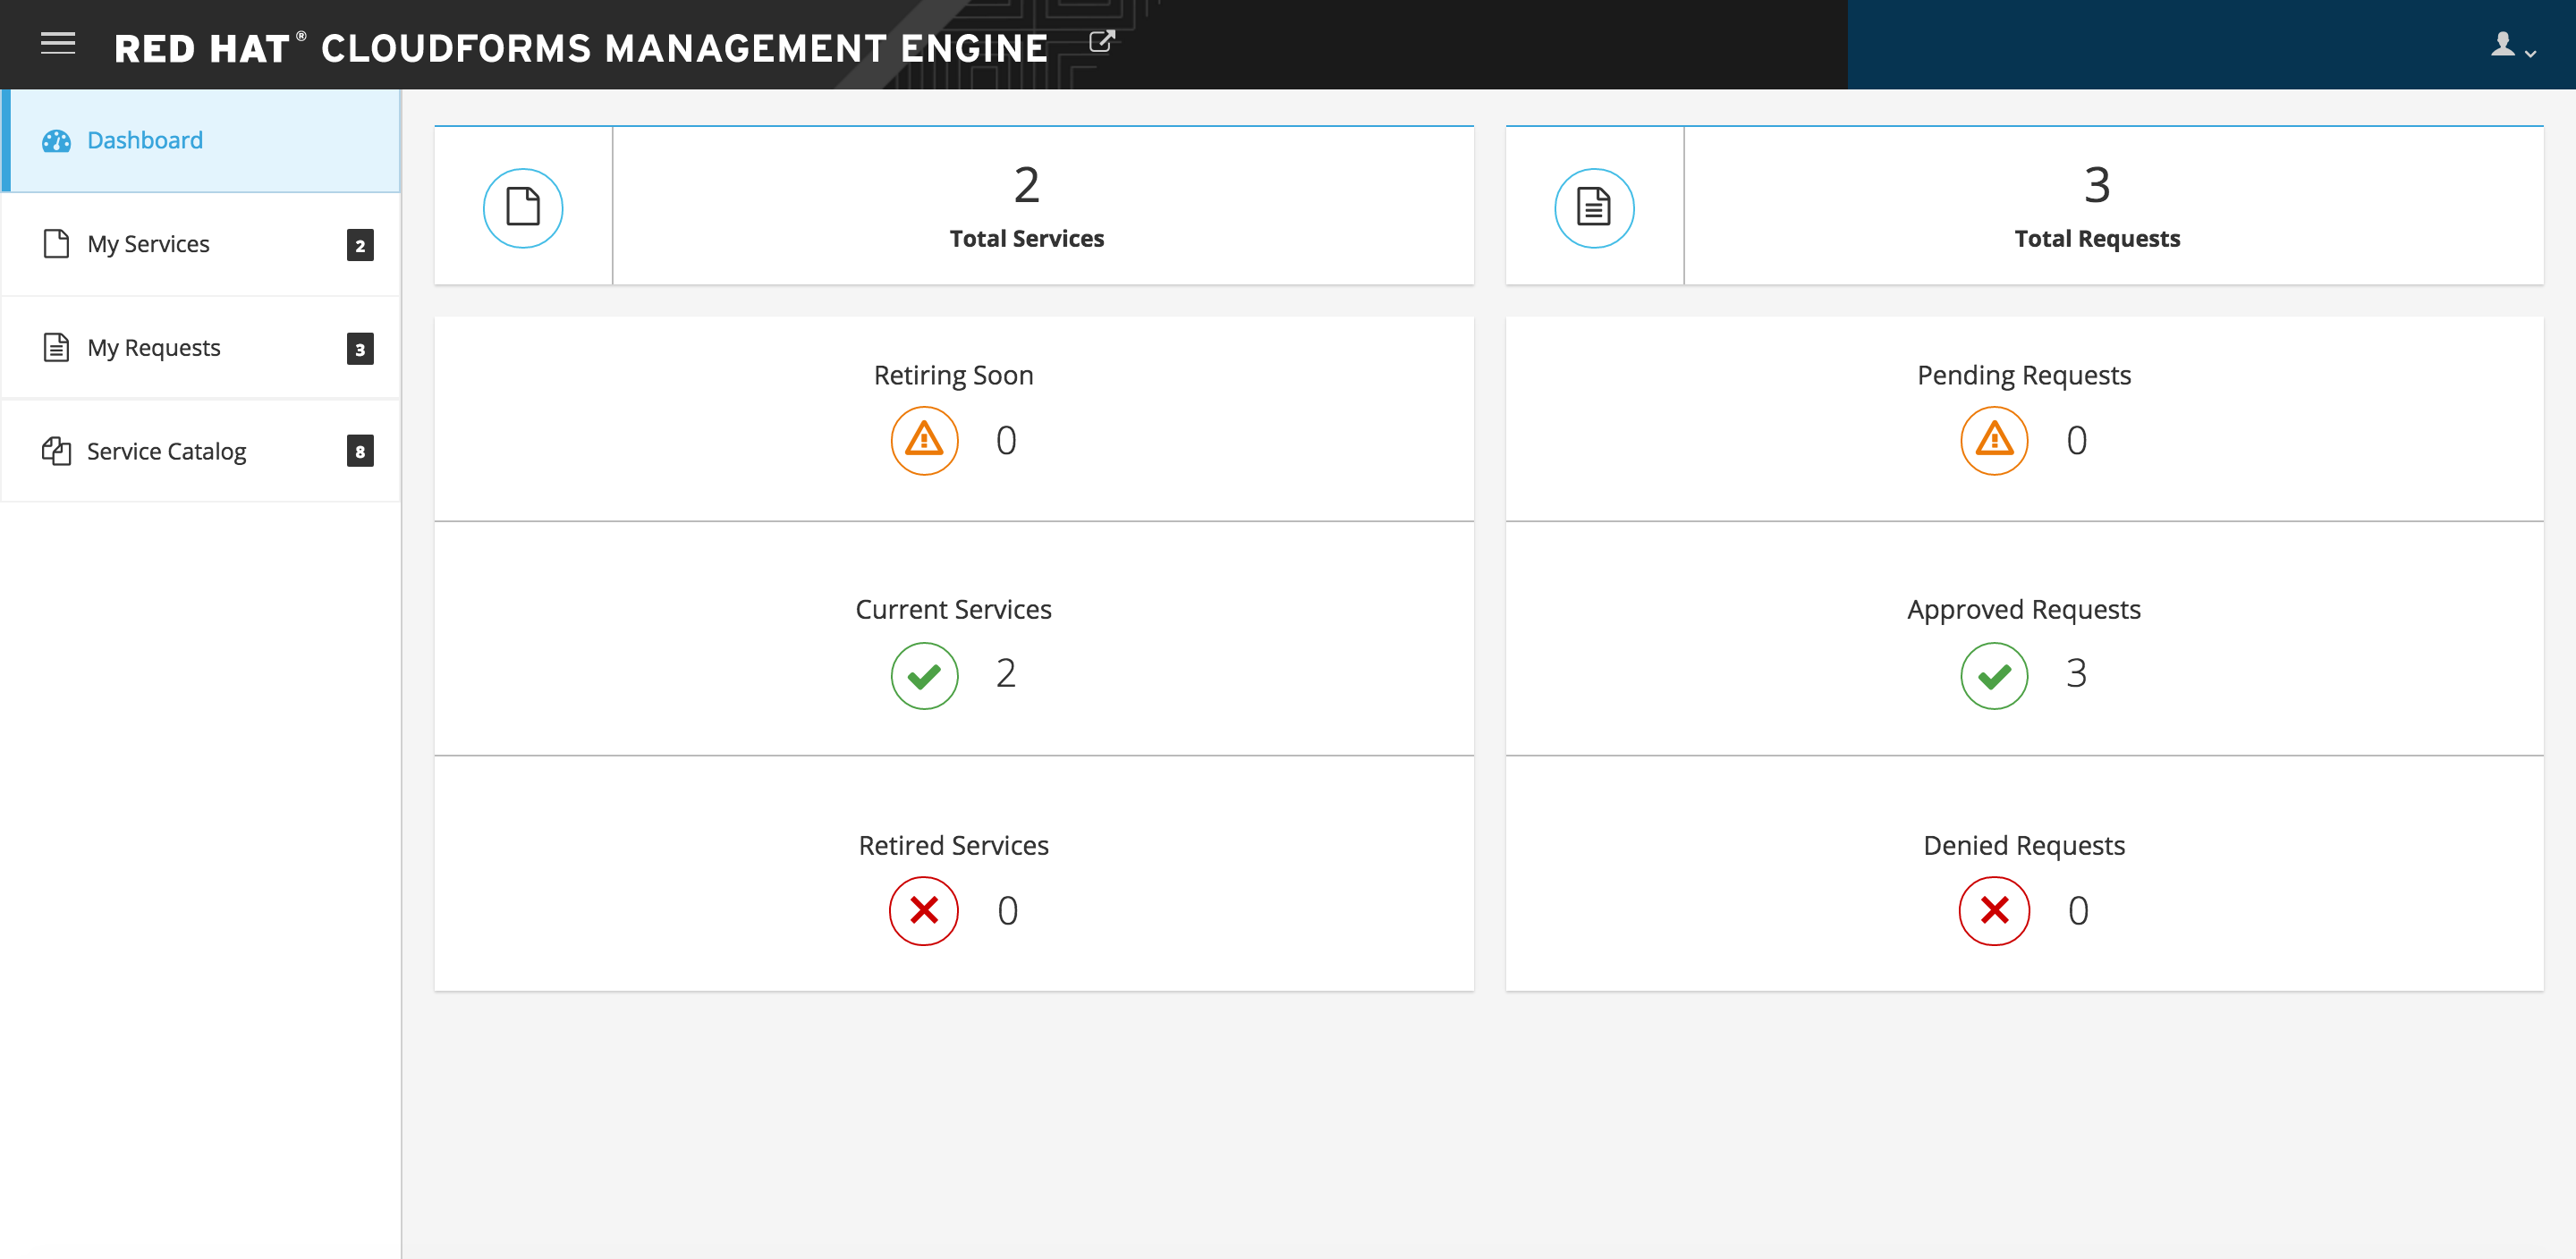 RED HAT® CLOUDFORMS MANAGEMENT ENGINE
Dashboard
My Services 2
My Requests 3
Service Catalog 8
2
Total Services
3
Total Requests
Retiring Soon
0
Current Services
2
Retired Services
0
Pending Requests
0
Approved Requests
3
Denied Requests
0